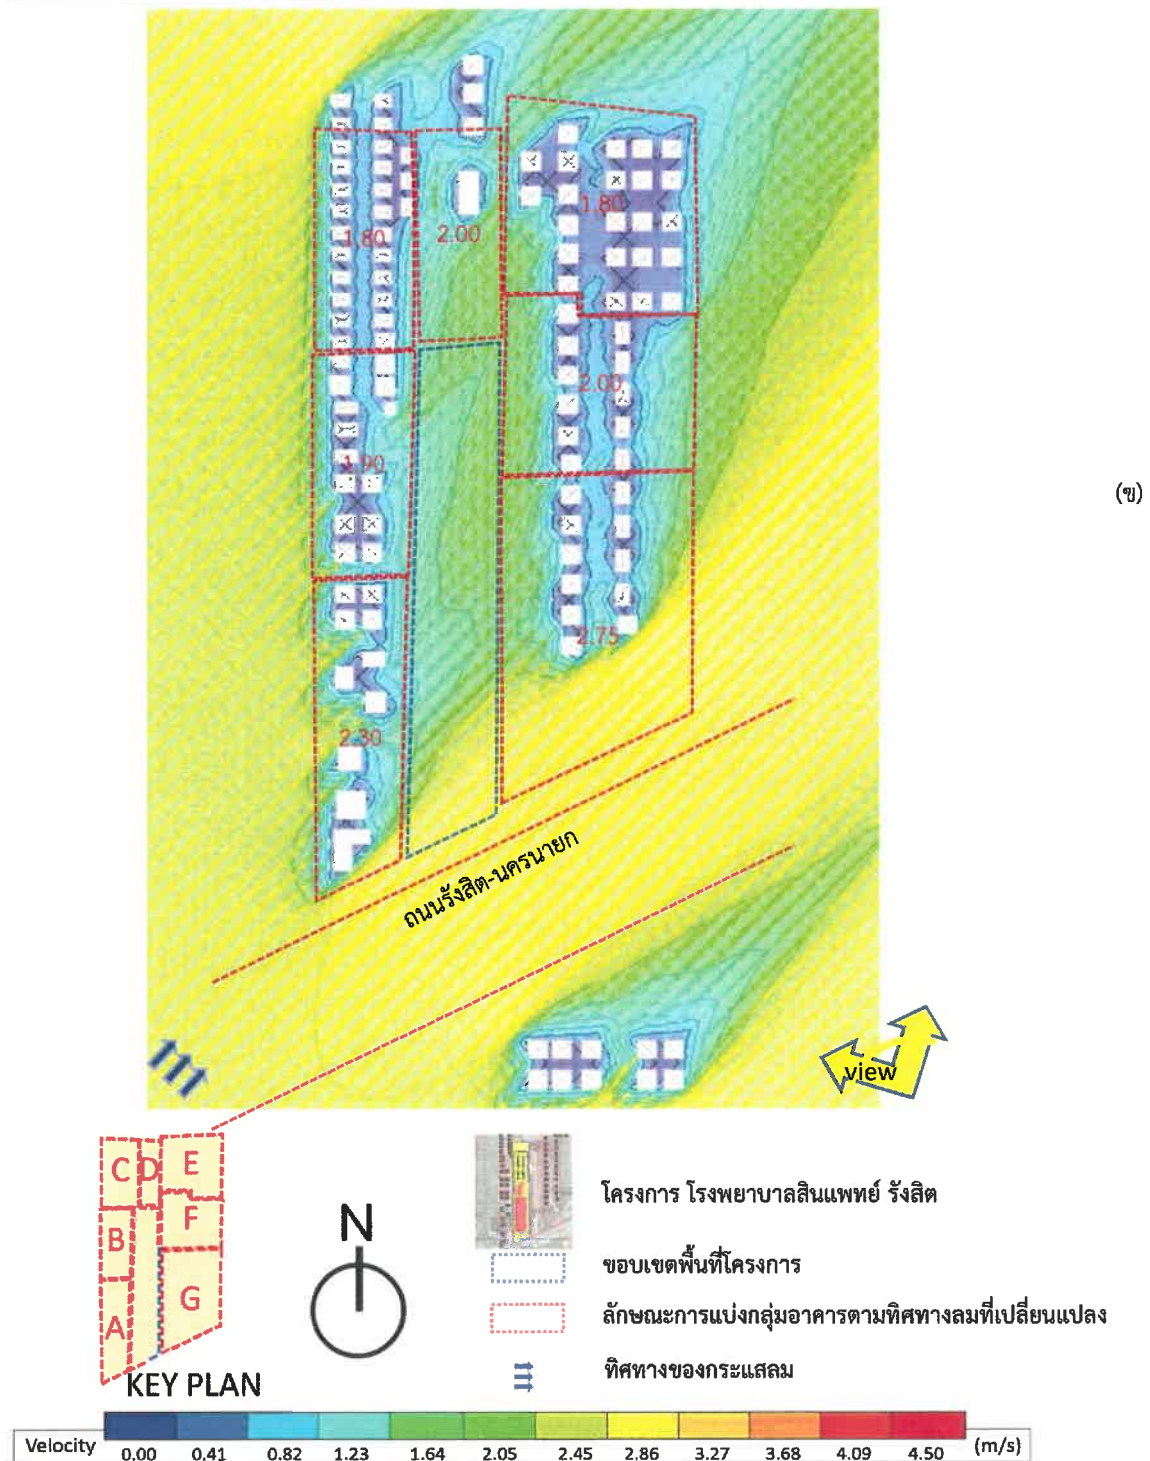 1.80
2.00
1.80
2.00
1.90
2.75
2.30
(ข)
ถนนรังสิต-นครนายก
view
C D E
B F
A G
KEY PLAN
N
โครงการ โรงพยาบาลสินแพทย์ รังสิต
ขอบเขตพื้นที่โครงการ
ลักษณะการแบ่งกลุ่มอาคารตามทิศทางลมที่เปลี่ยนแปลง
ทิศทางของกระแสลม
Velocity 0.00 0.41 0.82 1.23 1.64 2.05 2.45 2.86 3.27 3.68 4.09 4.50 (m/s)